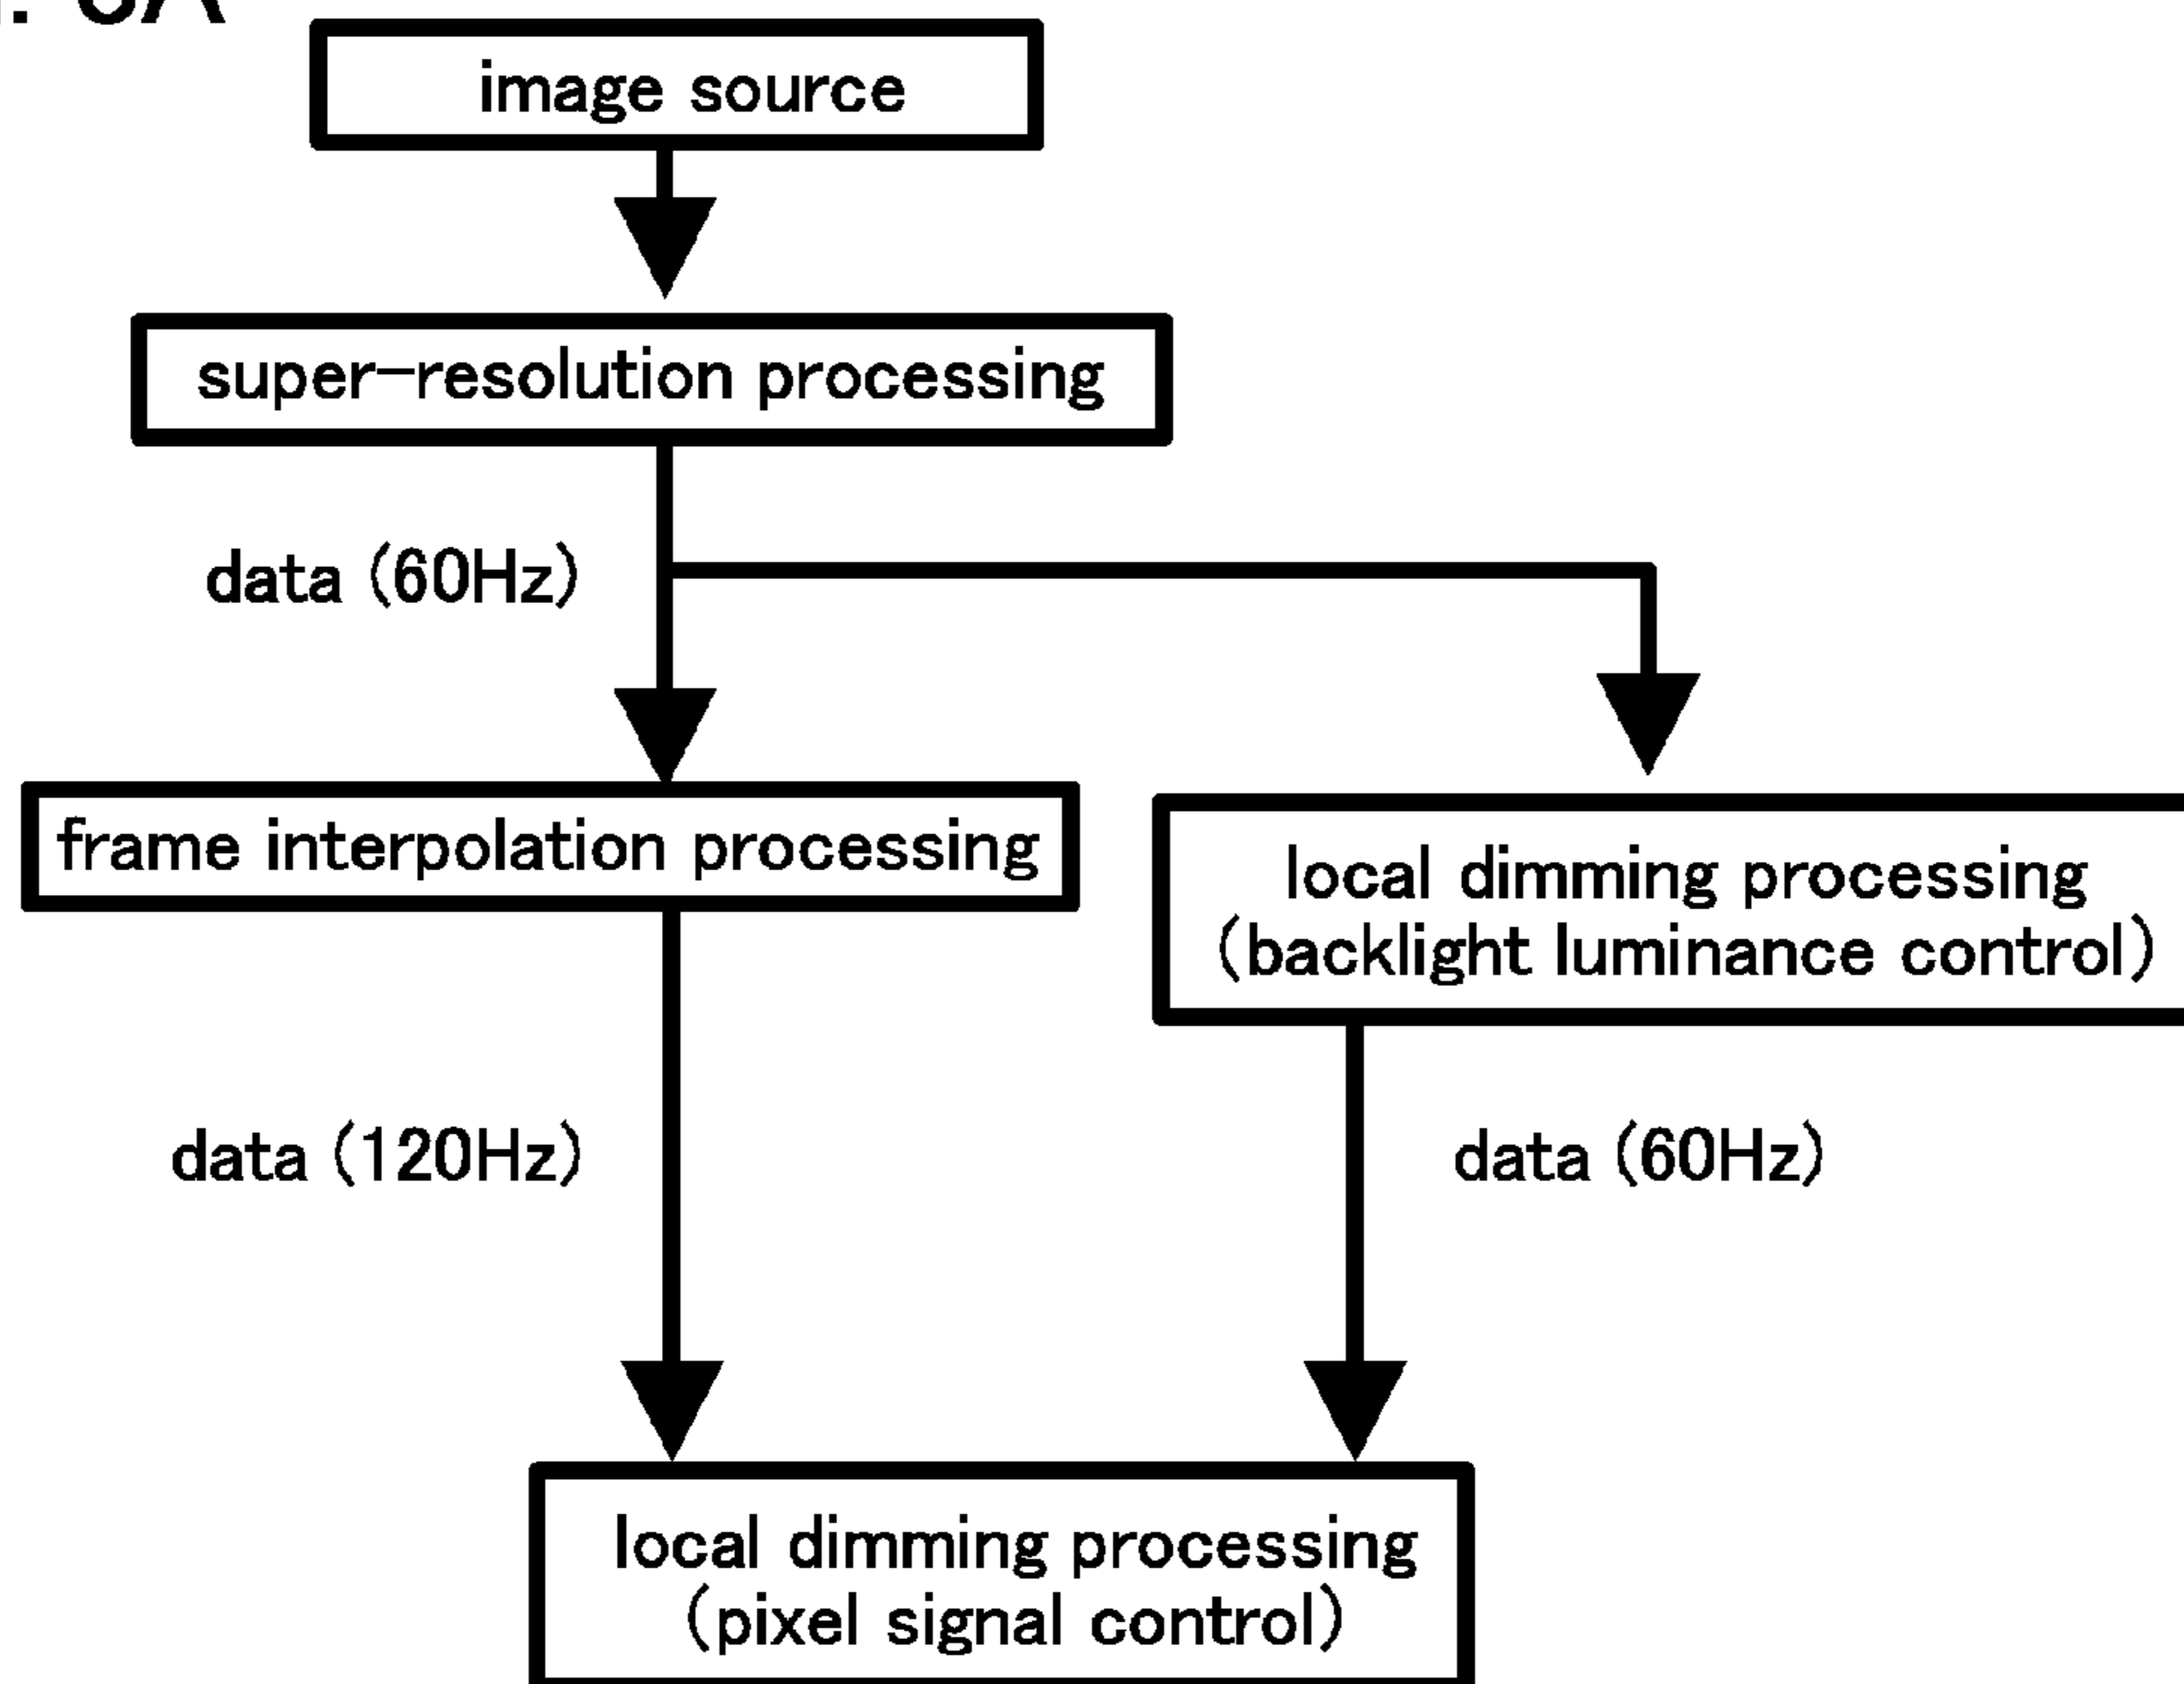 image source
super-resolution processing
data (60Hz)
frame interpolation processing
local dimming processing
(backlight luminance control)
data (120Hz)
data (60Hz)
local dimming processing
(pixel signal control)